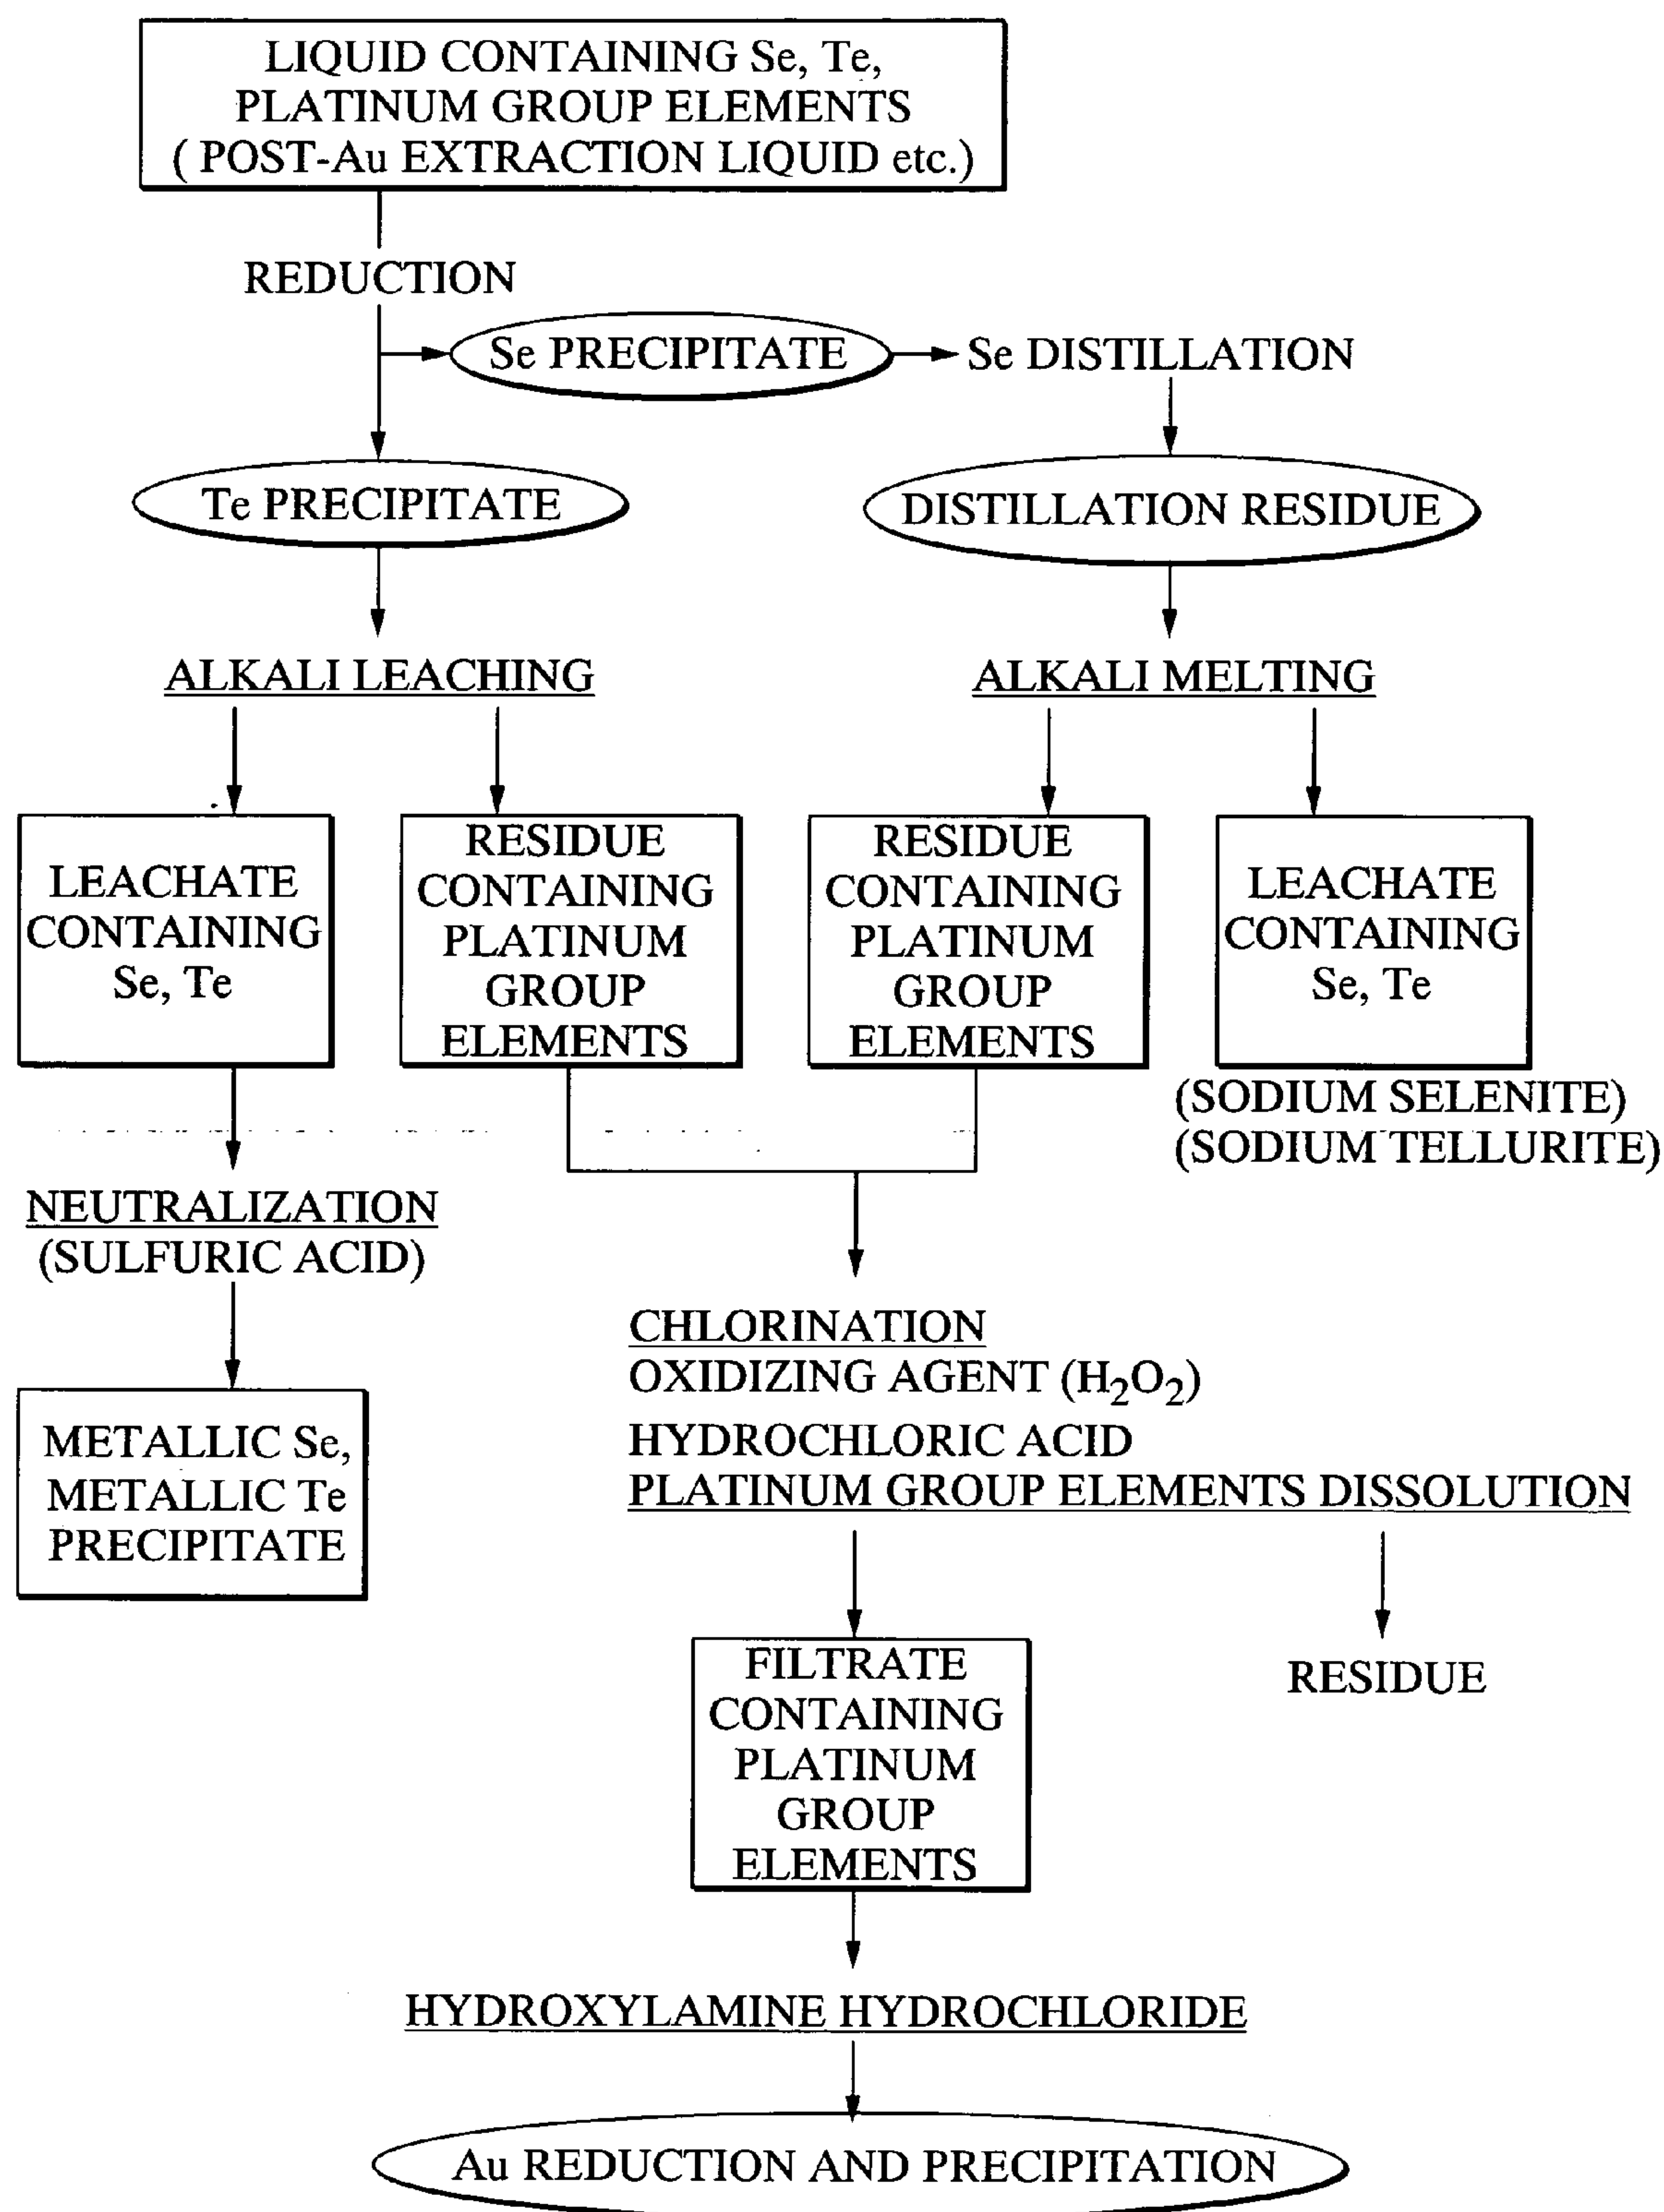 LIQUID CONTAINING Se, Te,
PLATINUM GROUP ELEMENTS
( POST-Au EXTRACTION LIQUID etc.)
REDUCTION
Se PRECIPITATE
Se DISTILLATION
Te PRECIPITATE
DISTILLATION RESIDUE
ALKALI LEACHING
ALKALI MELTING
LEACHATE
CONTAINING
Se, Te
RESIDUE
CONTAINING
PLATINUM
GROUP
ELEMENTS
RESIDUE
CONTAINING
PLATINUM
GROUP
ELEMENTS
LEACHATE
CONTAINING
Se, Te
(SODIUM SELENITE)
(SODIUM TELLURITE)
NEUTRALIZATION
(SULFURIC ACID)
METALLIC Se,
METALLIC Te
PRECIPITATE
CHLORINATION
OXIDIZING AGENT (H₂O₂)
HYDROCHLORIC ACID
PLATINUM GROUP ELEMENTS DISSOLUTION
FILTRATE
CONTAINING
PLATINUM
GROUP
ELEMENTS
RESIDUE
HYDROXYLAMINE HYDROCHLORIDE
Au REDUCTION AND PRECIPITATION